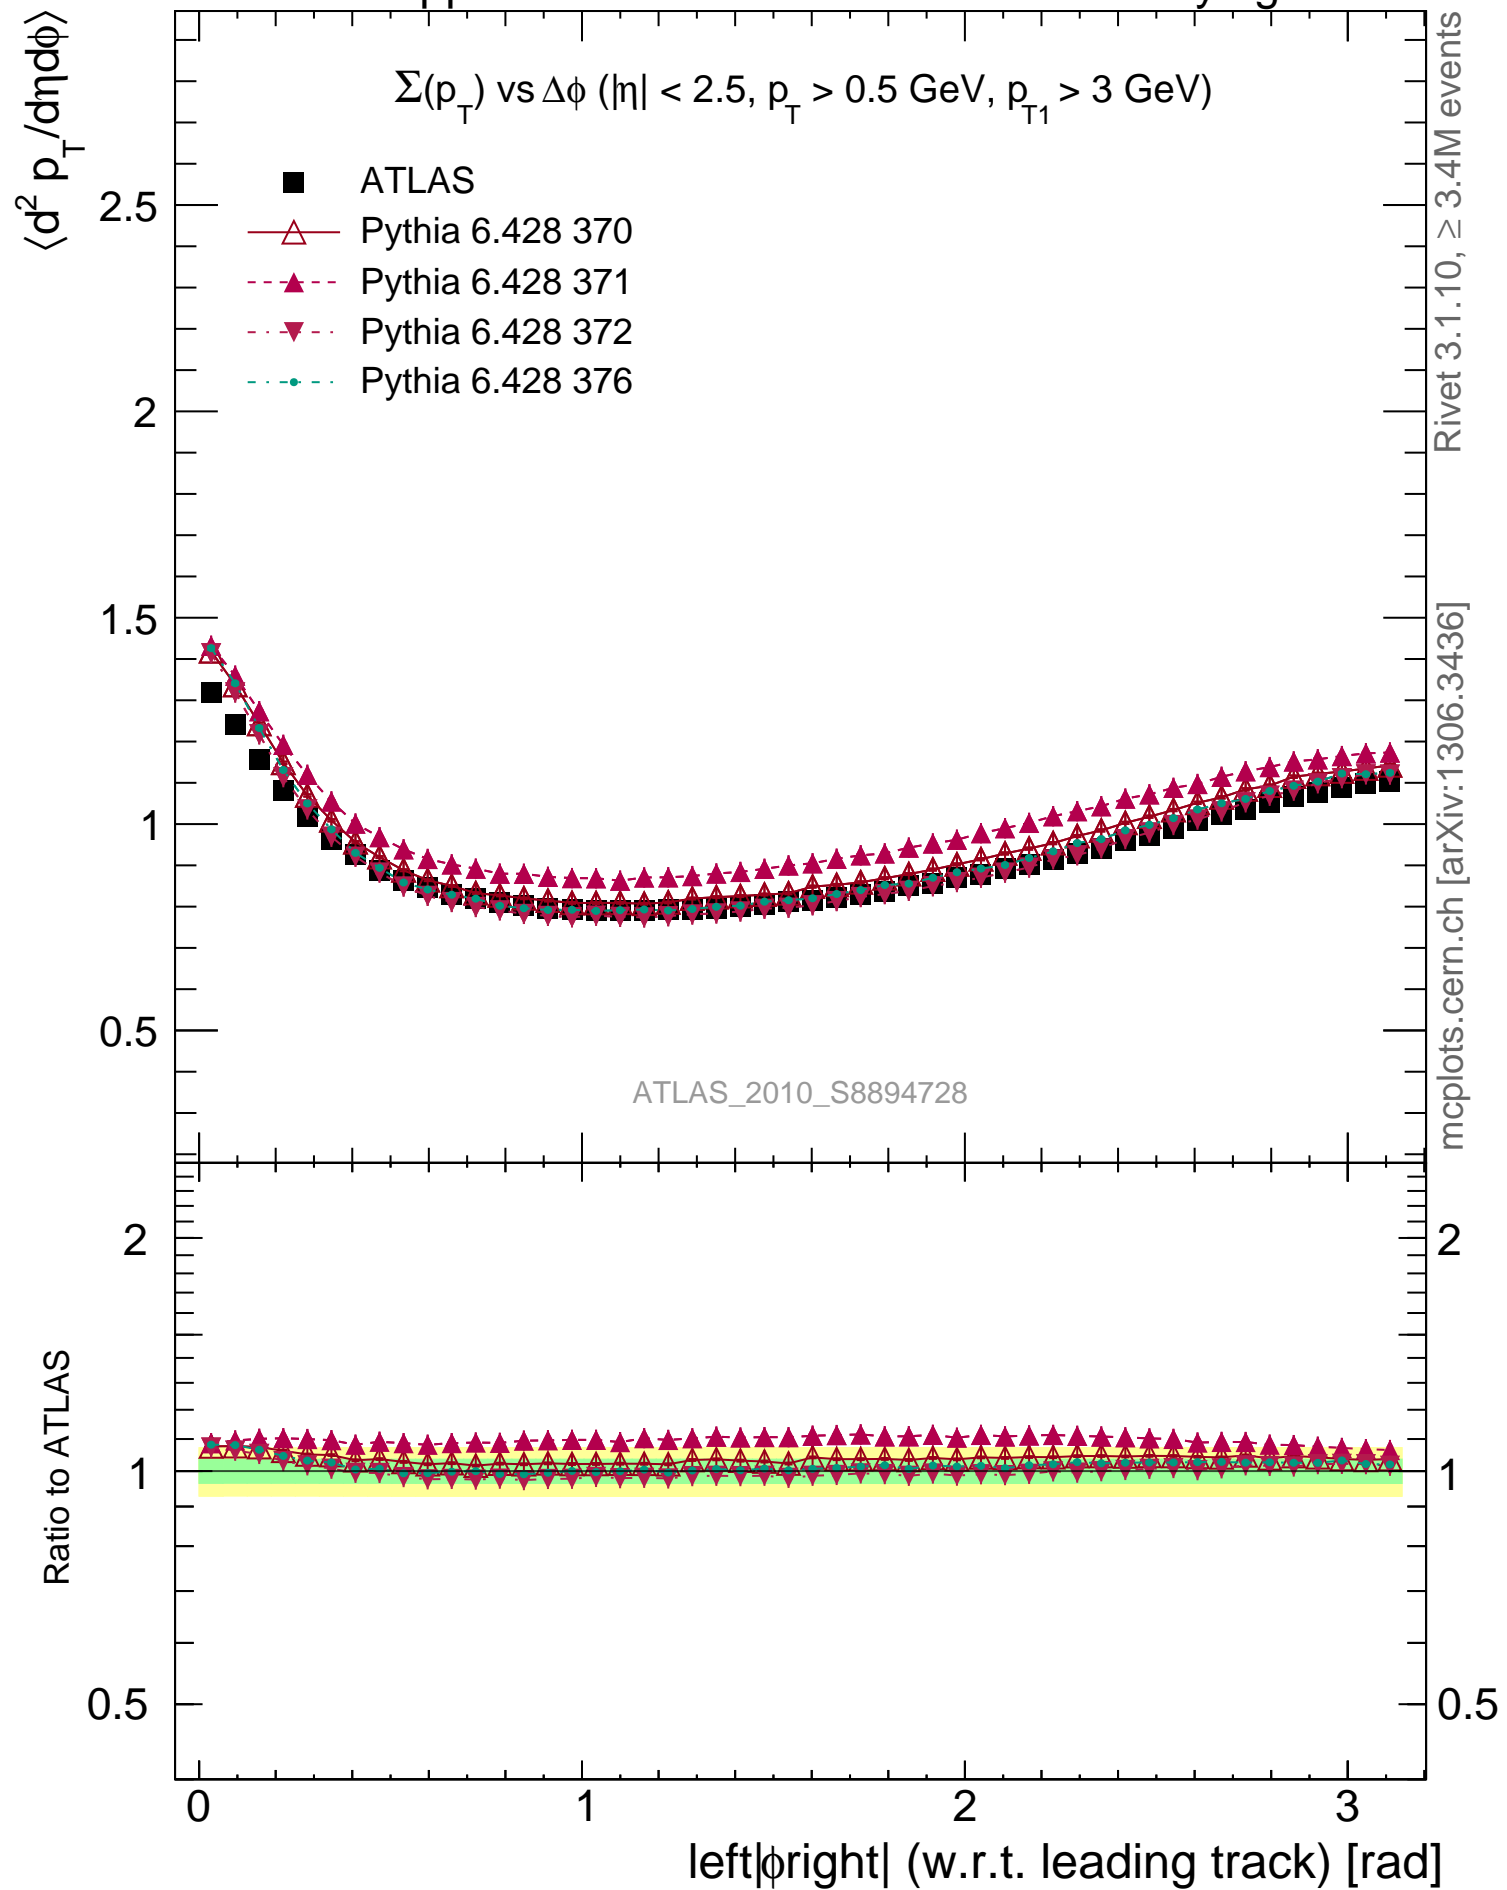 Σ(p_T) vs Δϕ (|η| < 2.5, p_T > 0.5 GeV, p_T1 > 3 GeV)
⟨d² p_T/dηdϕ⟩
ATLAS
Pythia 6.428 370
Pythia 6.428 371
Pythia 6.428 372
Pythia 6.428 376
2.5
2
1.5
1
0.5
ATLAS_2010_S8894728
Rivet 3.1.10, ≥ 3.4M events
mcplots.cern.ch [arXiv:1306.3436]
Ratio to ATLAS
2
1
0.5
2
1
0.5
0
1
2
3
left|ϕright| (w.r.t. leading track) [rad]